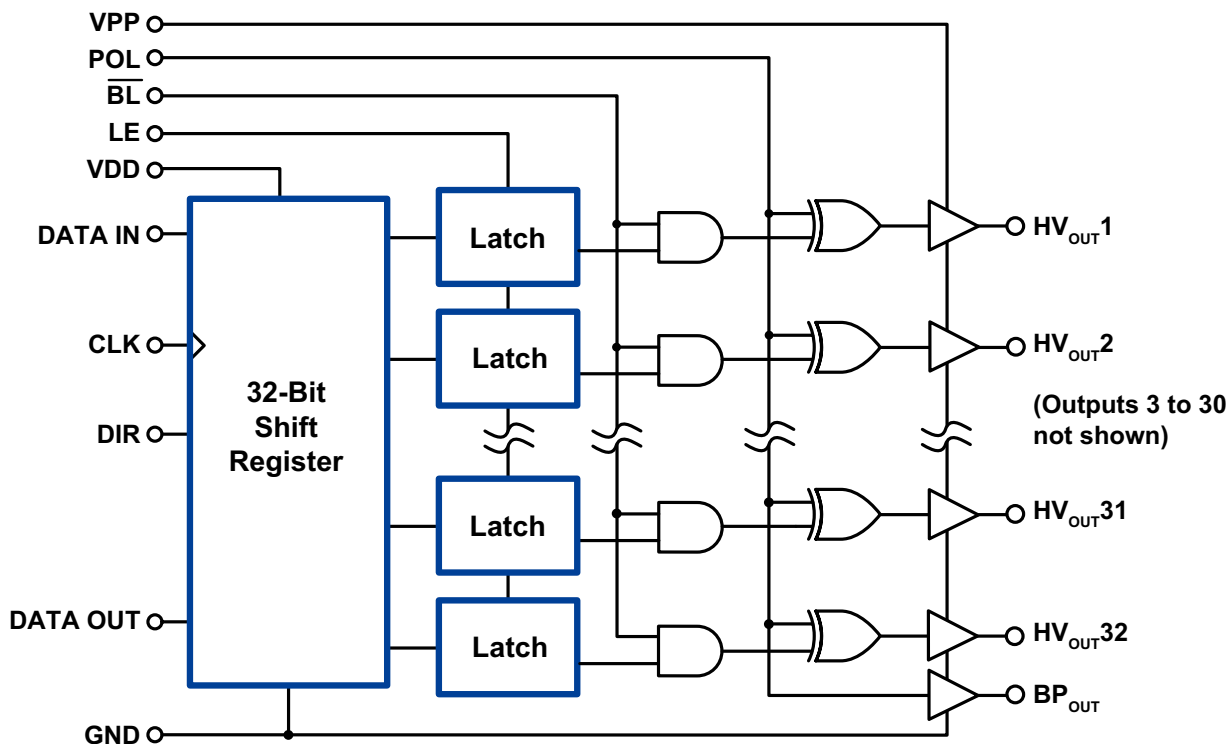 VPP
POL
B̅L̅
LE
VDD
DATA IN
CLK
DIR
DATA OUT
GND
32-Bit
Shift
Register
Latch
Latch
Latch
Latch
HVOUT1
HVOUT2
(Outputs 3 to 30
not shown)
HVOUT31
HVOUT32
BPOUT